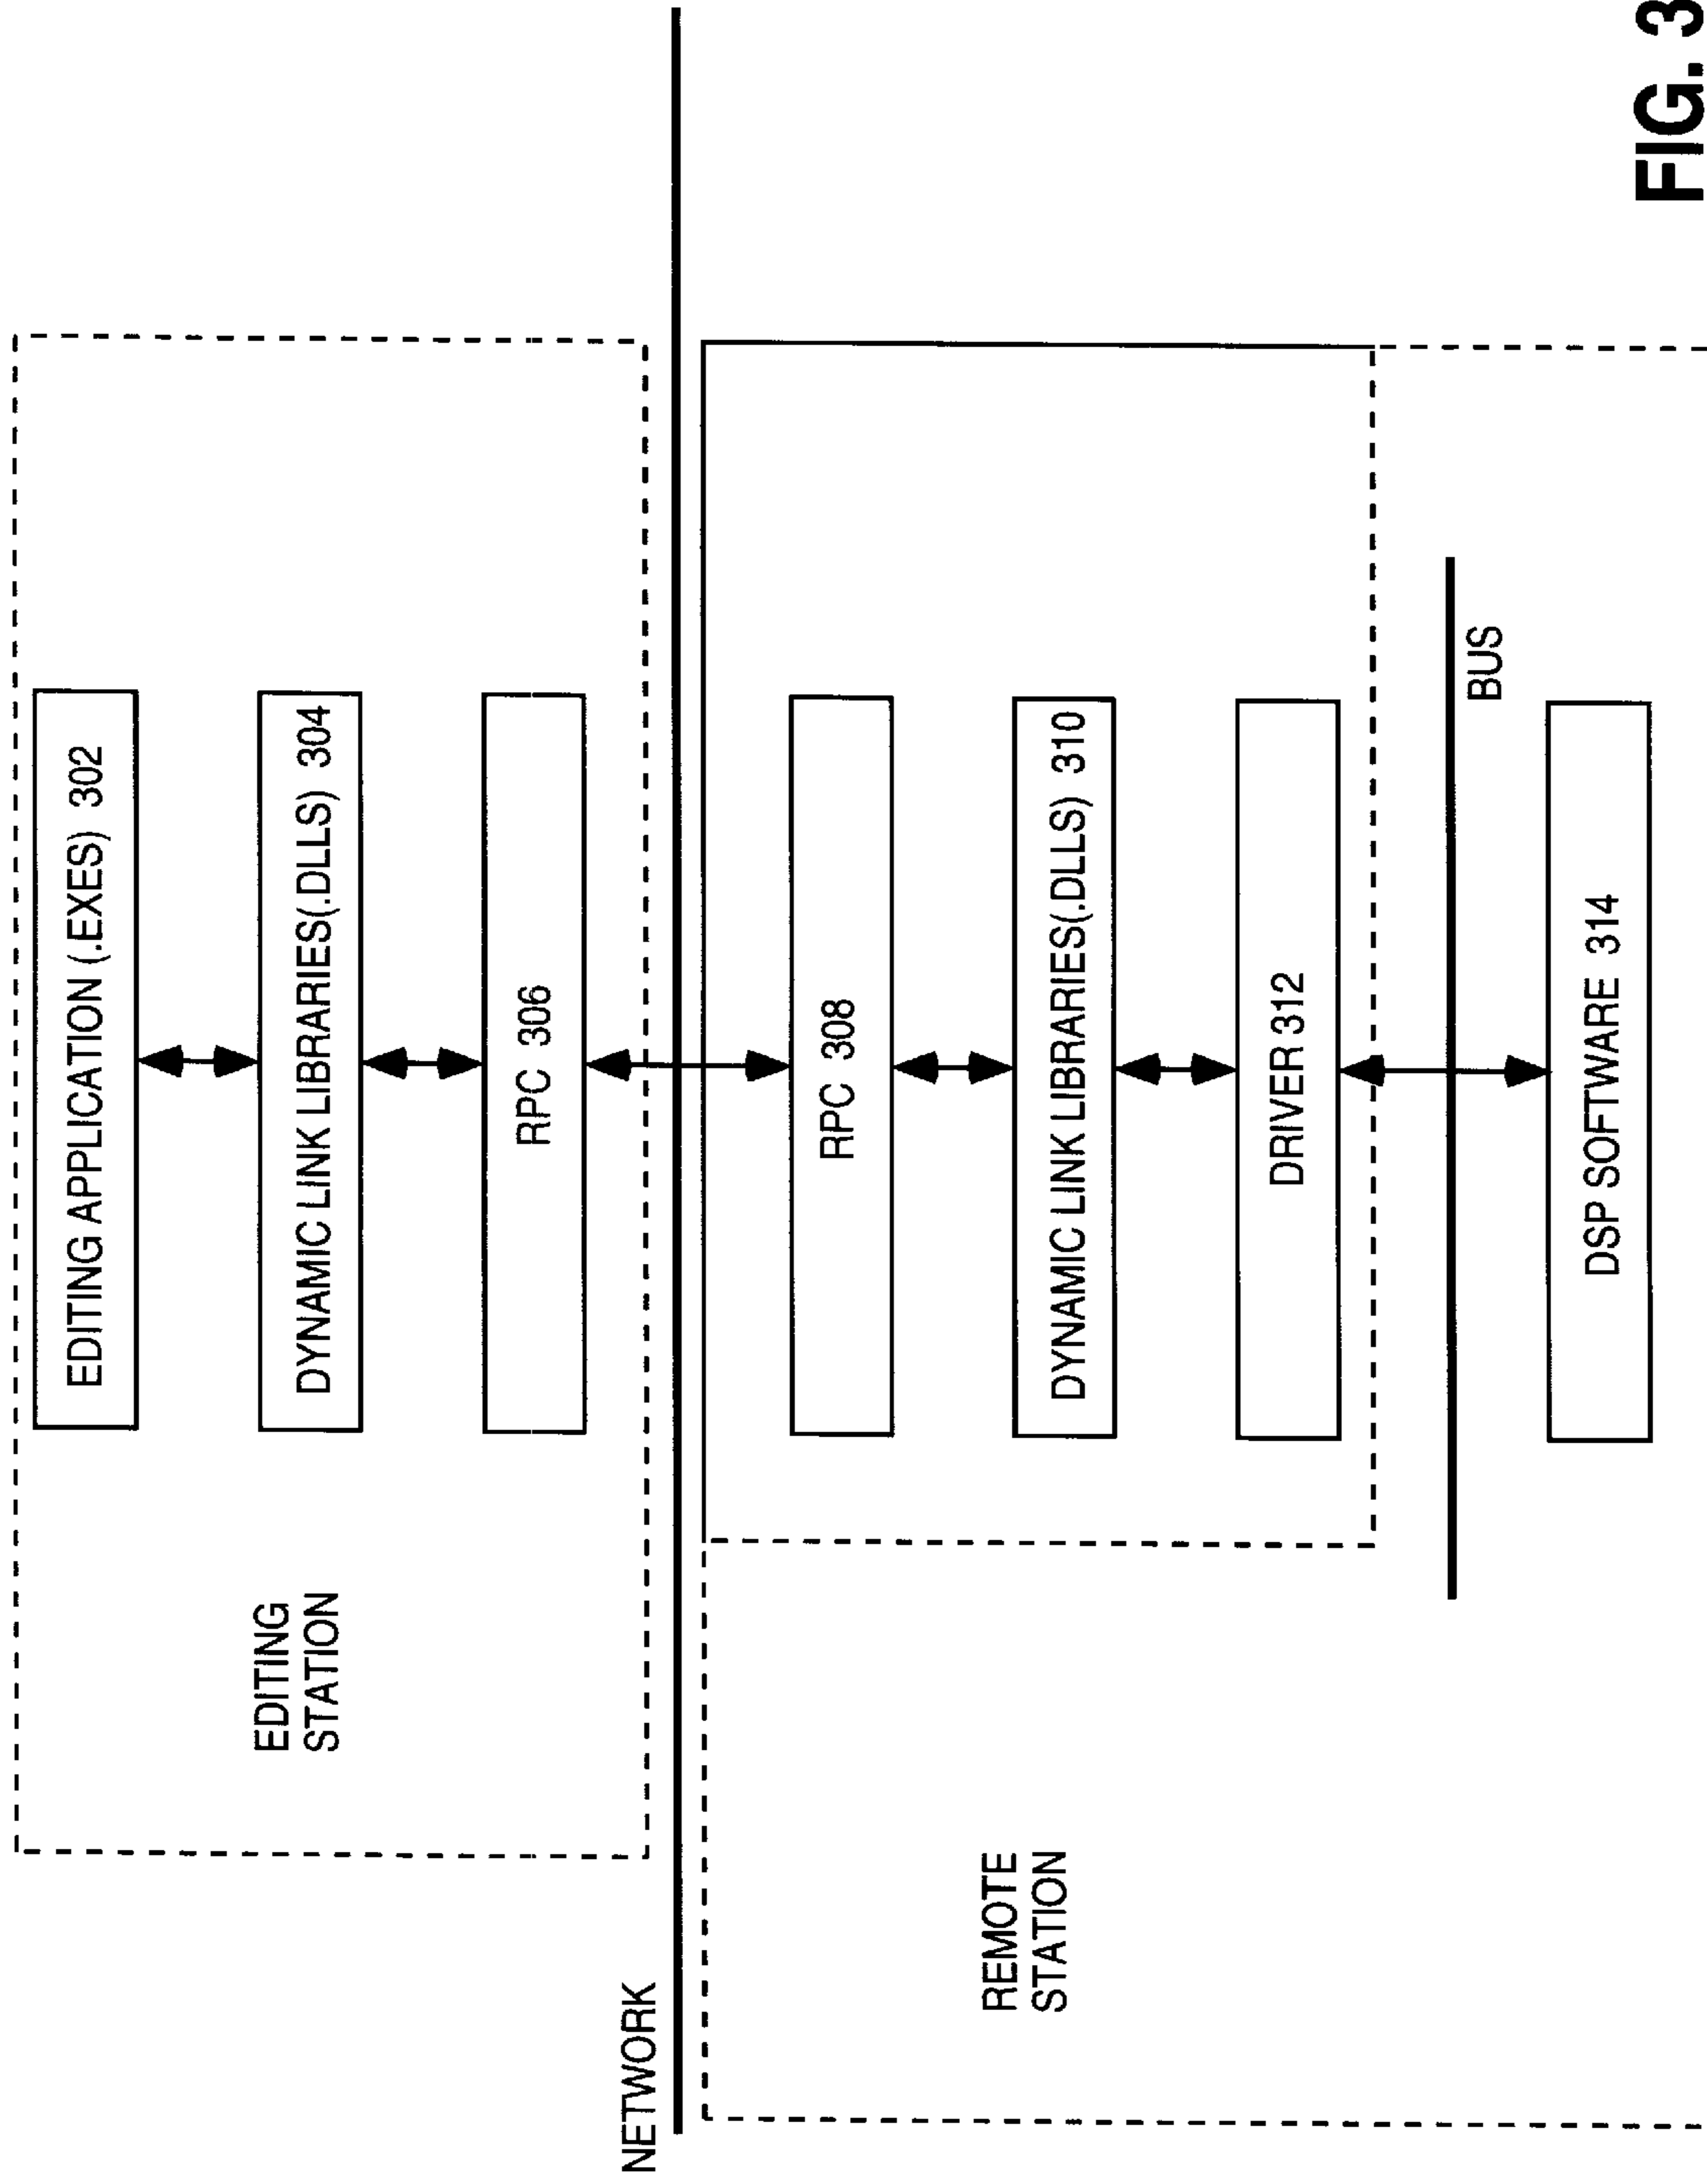 EDITING APPLICATION (.EXES) 302
DYNAMIC LINK LIBRARIES(.DLLS) 304
EDITING
STATION
RPC 306
NETWORK
RPC 308
DYNAMIC LINK LIBRARIES(.DLLS) 310
REMOTE
STATION
DRIVER 312
BUS
DSP SOFTWARE 314
FIG. 3